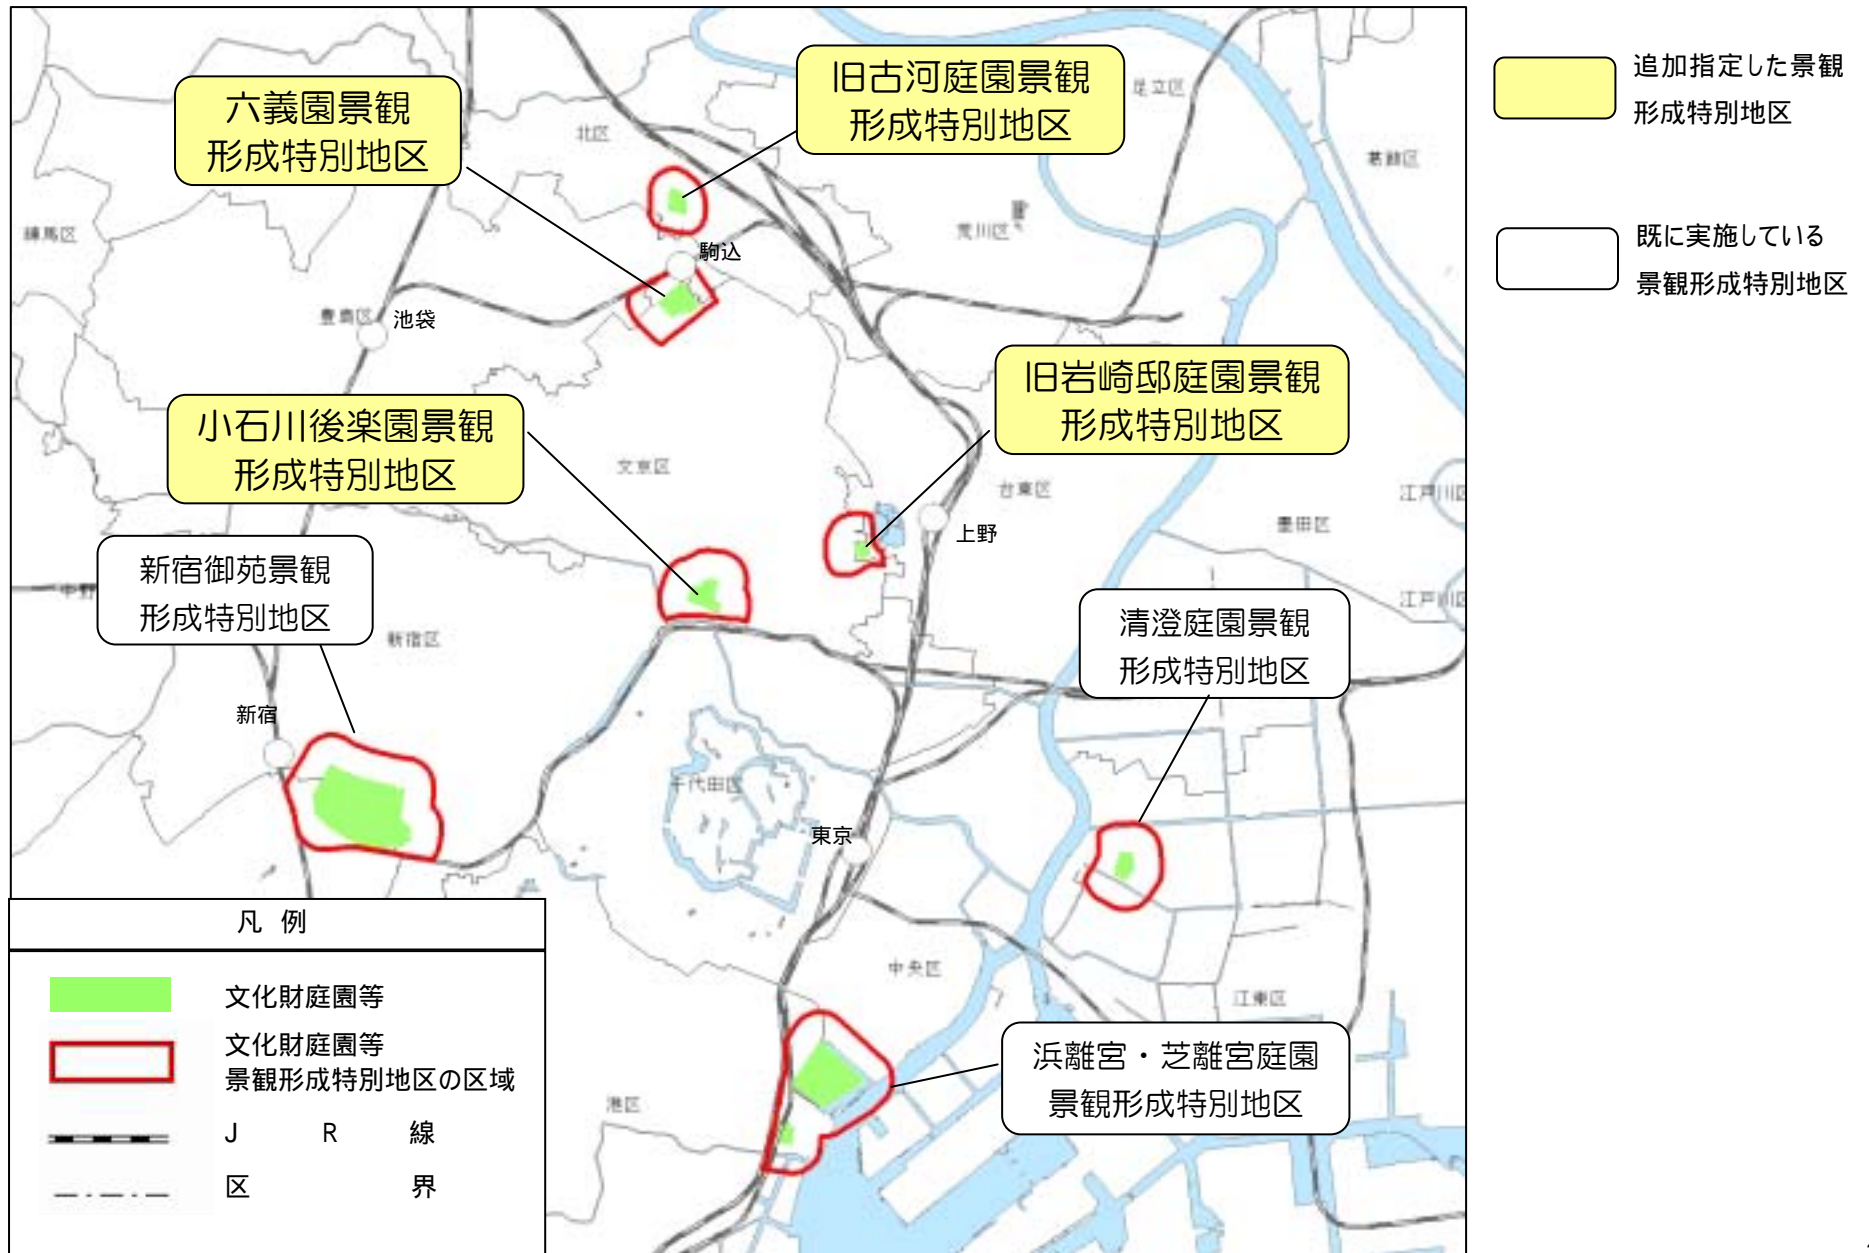 六義園景観
形成特別地区
旧古河庭園景観
形成特別地区
追加指定した景観
形成特別地区
既に実施している
景観形成特別地区
足立区
葛飾区
北区
荒川区
練馬区
駒込
豊島区
池袋
旧岩崎邸庭園景観
形成特別地区
小石川後楽園景観
形成特別地区
文京区
台東区
上野
墨田区
江戸川区
江戸川区
中野
新宿御苑景観
形成特別地区
新宿区
清澄庭園景観
形成特別地区
新宿
千代田区
東京
中央区
江東区
港区
浜離宮・芝離宮庭園
景観形成特別地区
凡 例
文化財庭園等
文化財庭園等
景観形成特別地区の区域
J R 線
区 界